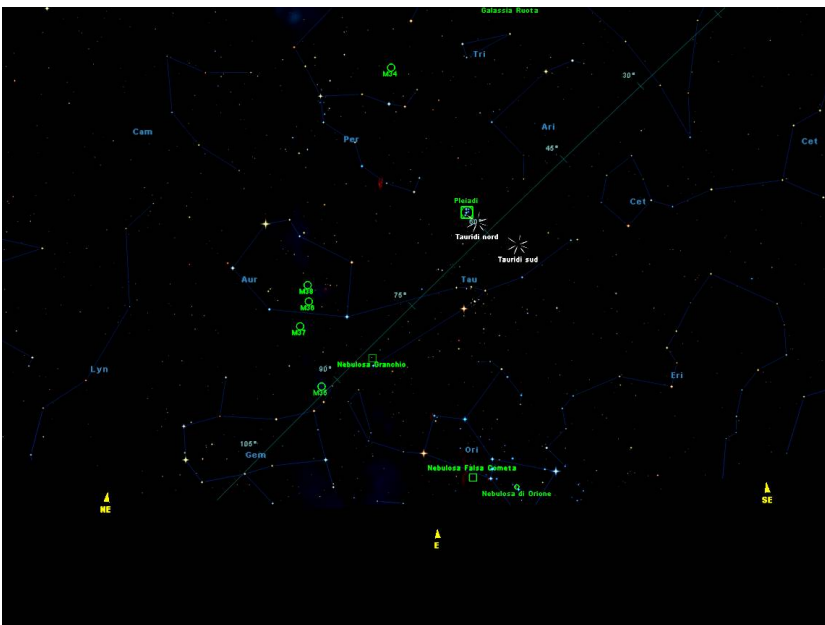 Galassia Ruota
Tri
M34
30°
Cam
Per
Ari
Cet
45°
Pleiadi
Cet
60°
Tauridi nord
Tauridi sud
Aur
M38
Tau
75°
M36
M37
Nebulosa Granchio
Lyn
90°
Eri
M35
105°
Gem
Ori
Nebulosa Falsa Cometa
Nebulosa di Orione
NE
SE
E